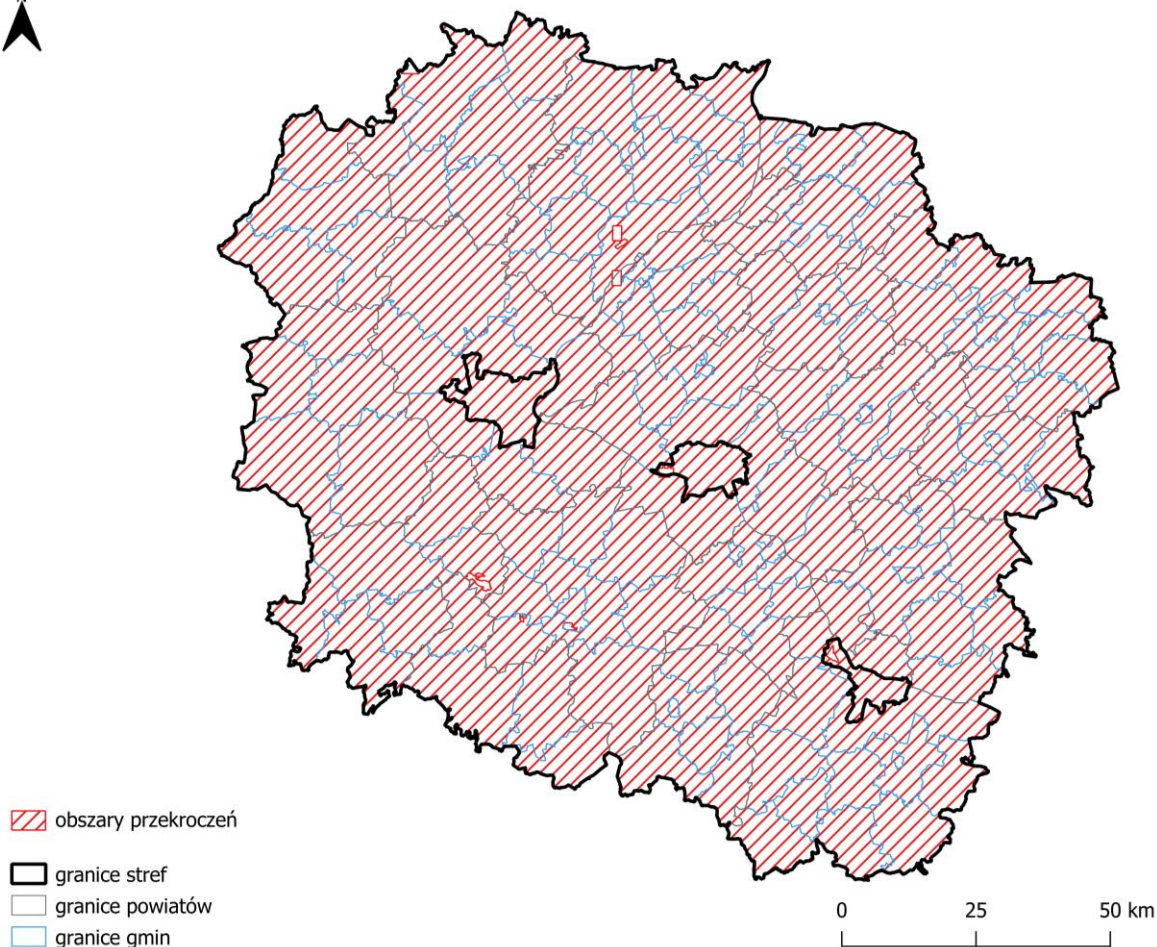 obszary przekroczeń
granice stref
granice powiatów
granice gmin
0 25 50 km